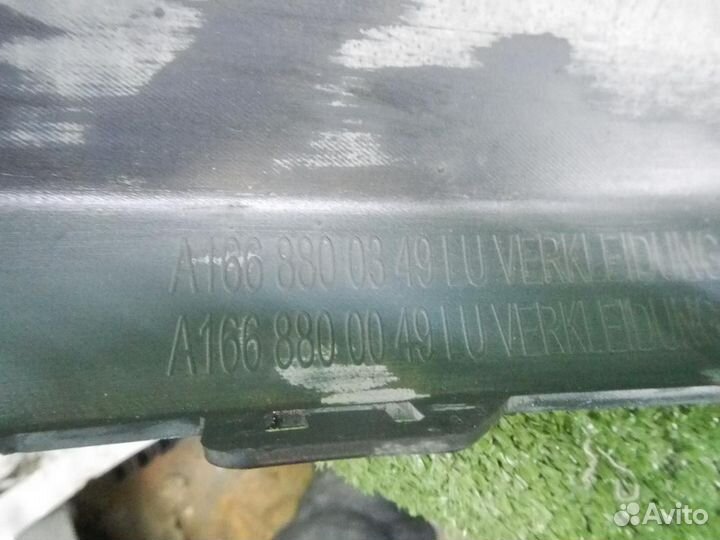 A166 880 03 49 LU VERKLEIDUNG
A166 880 00 49 LU VERKLEIDUNG
Avito